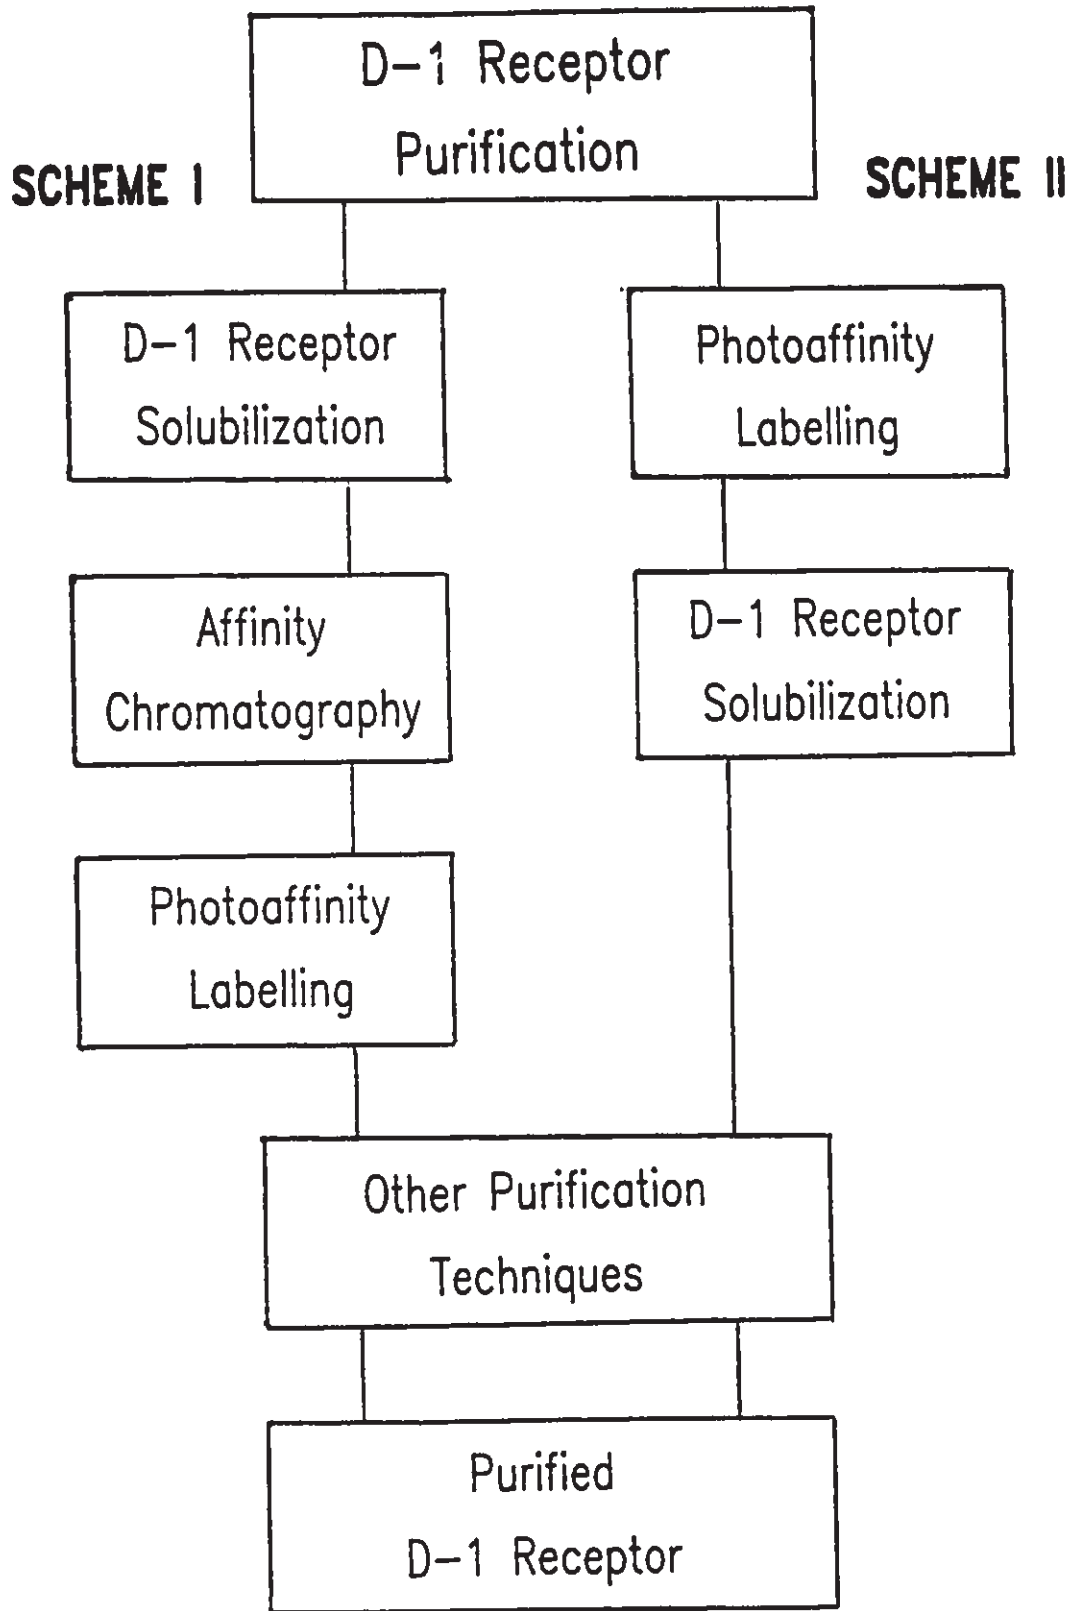 D-1 Receptor
Purification
SCHEME I
SCHEME II
D-1 Receptor
Solubilization
Affinity
Chromatography
Photoaffinity
Labelling
Photoaffinity
Labelling
D-1 Receptor
Solubilization
Other Purification
Techniques
Purified
D-1 Receptor